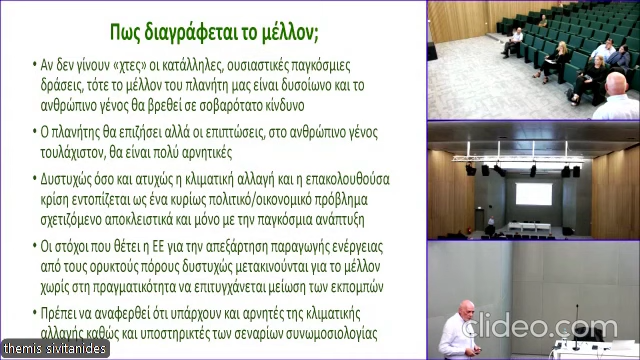 Πως διαγράφεται το μέλλον;
• Αν δεν γίνουν «χτες» οι κατάλληλες, ουσιαστικές παγκόσμιες
δράσεις, τότε το μέλλον του πλανήτη μας είναι δυσοίωνο και το
ανθρώπινο γένος θα βρεθεί σε σοβαρότατο κίνδυνο
• Ο πλανήτης θα επιζήσει αλλά οι επιπτώσεις, στο ανθρώπινο γένος
τουλάχιστον, θα είναι πολύ αρνητικές
• Δυστυχώς όσο και ατυχώς η κλιματική αλλαγή και η επακολουθούσα
κρίση εντοπίζεται ως ένα κυρίως πολιτικό/οικονομικό πρόβλημα
σχετιζόμενο αποκλειστικά και μόνο με την παγκόσμια ανάπτυξη
• Οι στόχοι που θέτει η ΕΕ για την απεξάρτηση παραγωγής ενέργειας
από τους ορυκτούς πόρους δυστυχώς μετακινούνται για το μέλλον
χωρίς στη πραγματικότητα να επιτυγχάνεται μείωση των εκπομπών
• Πρέπει να αναφερθεί ότι υπάρχουν και αρνητές της κλιματικής
αλλαγής καθώς και υποστηρικτές των σεναρίων συνωμοσιολογίας
themis sivitanides
clideo.com